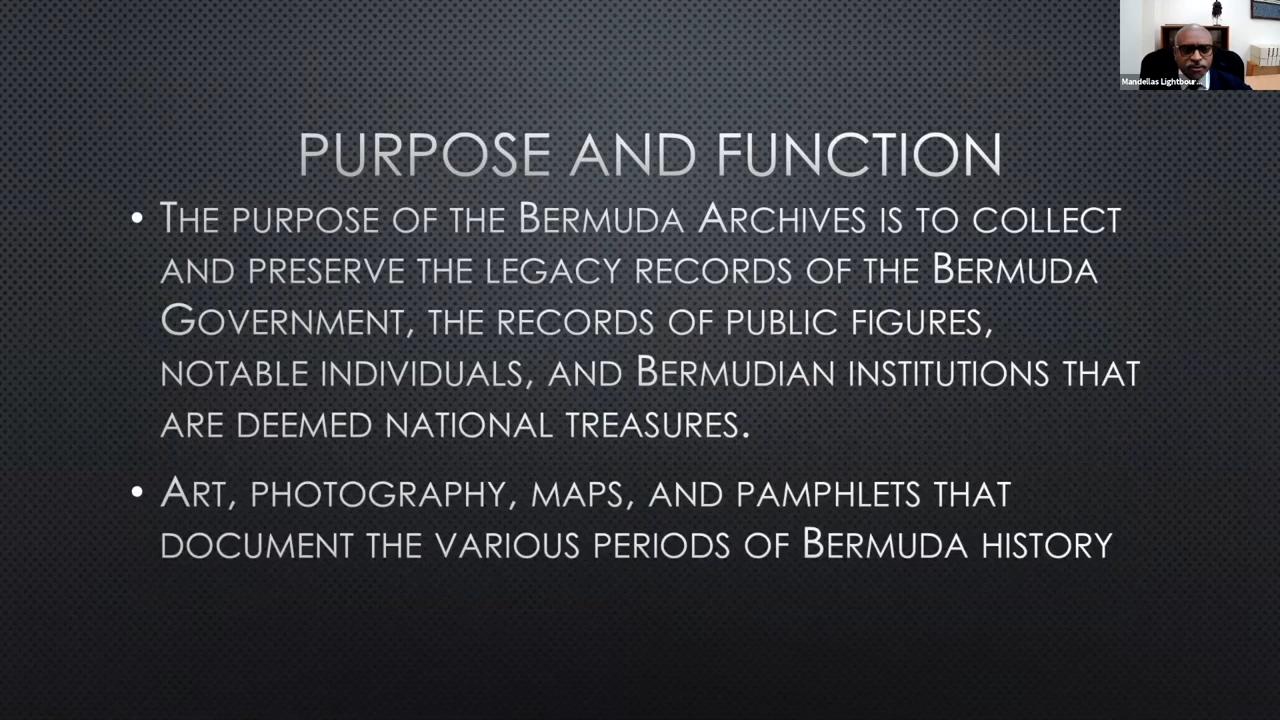 Mandellas Lightbour...
PURPOSE AND FUNCTION
• THE PURPOSE OF THE BERMUDA ARCHIVES IS TO COLLECT
AND PRESERVE THE LEGACY RECORDS OF THE BERMUDA
GOVERNMENT, THE RECORDS OF PUBLIC FIGURES,
NOTABLE INDIVIDUALS, AND BERMUDIAN INSTITUTIONS THAT
ARE DEEMED NATIONAL TREASURES.
• ART, PHOTOGRAPHY, MAPS, AND PAMPHLETS THAT
DOCUMENT THE VARIOUS PERIODS OF BERMUDA HISTORY